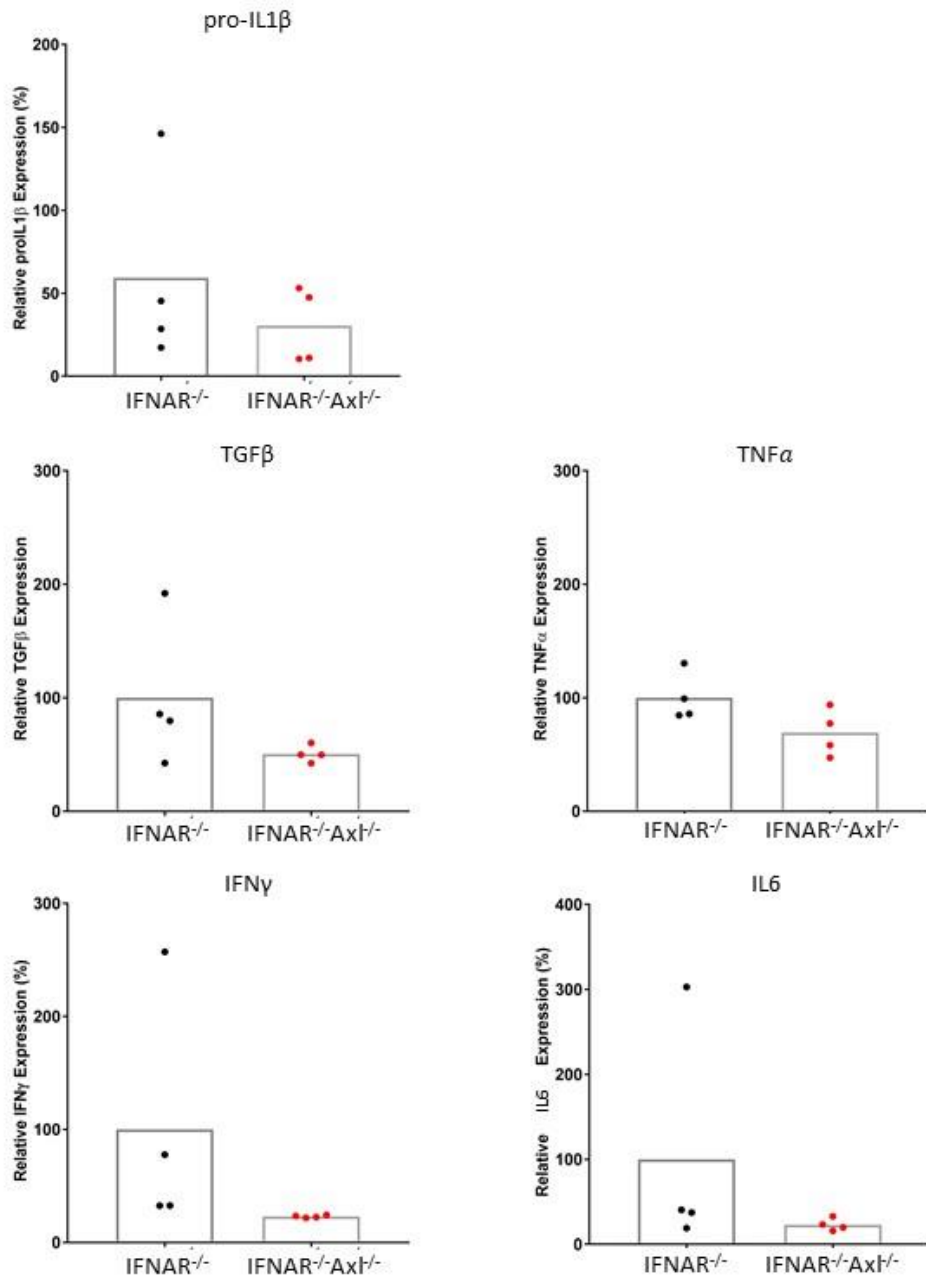 pro-IL1β
Relative proIL1β Expression (%)
200
150
100
50
0
IFNAR⁻/⁻ IFNAR⁻/⁻Axl⁻/⁻
TGFβ
Relative TGFβ Expression
300
200
100
0
IFNAR⁻/⁻ IFNAR⁻/⁻Axl⁻/⁻
TNFα
Relative TNFα Expression
300
200
100
0
IFNAR⁻/⁻ IFNAR⁻/⁻Axl⁻/⁻
IFNγ
Relative IFNγ Expression (%)
300
200
100
0
IFNAR⁻/⁻ IFNAR⁻/⁻Axl⁻/⁻
IL6
Relative IL6 Expression (%)
400
300
200
100
0
IFNAR⁻/⁻ IFNAR⁻/⁻Axl⁻/⁻